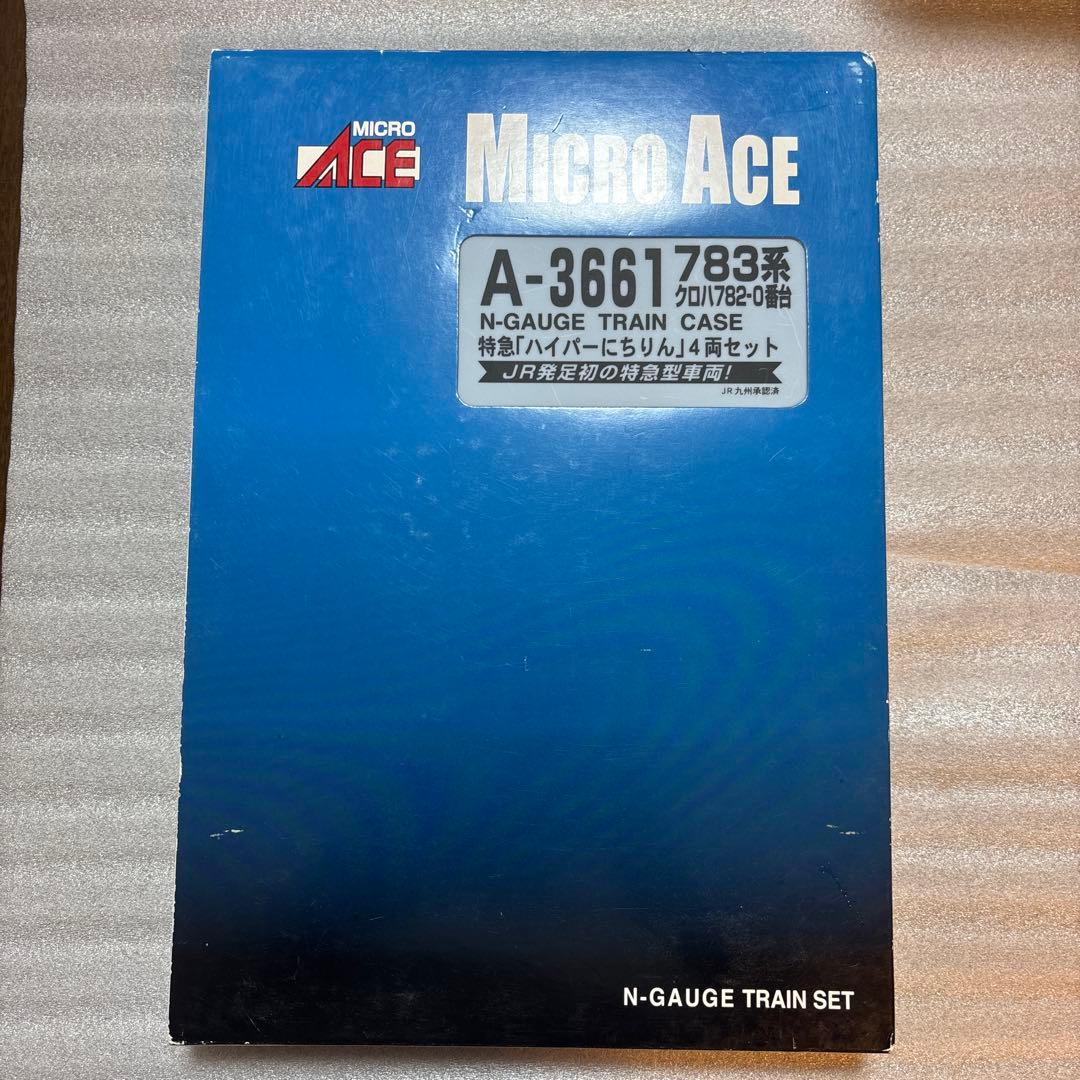 MICRO
ACE
MICRO ACE
A-3661 783系
クロハ782-0番台
N-GAUGE TRAIN CASE
特急「ハイパーにちりん」4両セット
JR発足初の特急型車両!
JR九州承認済
N-GAUGE TRAIN SET